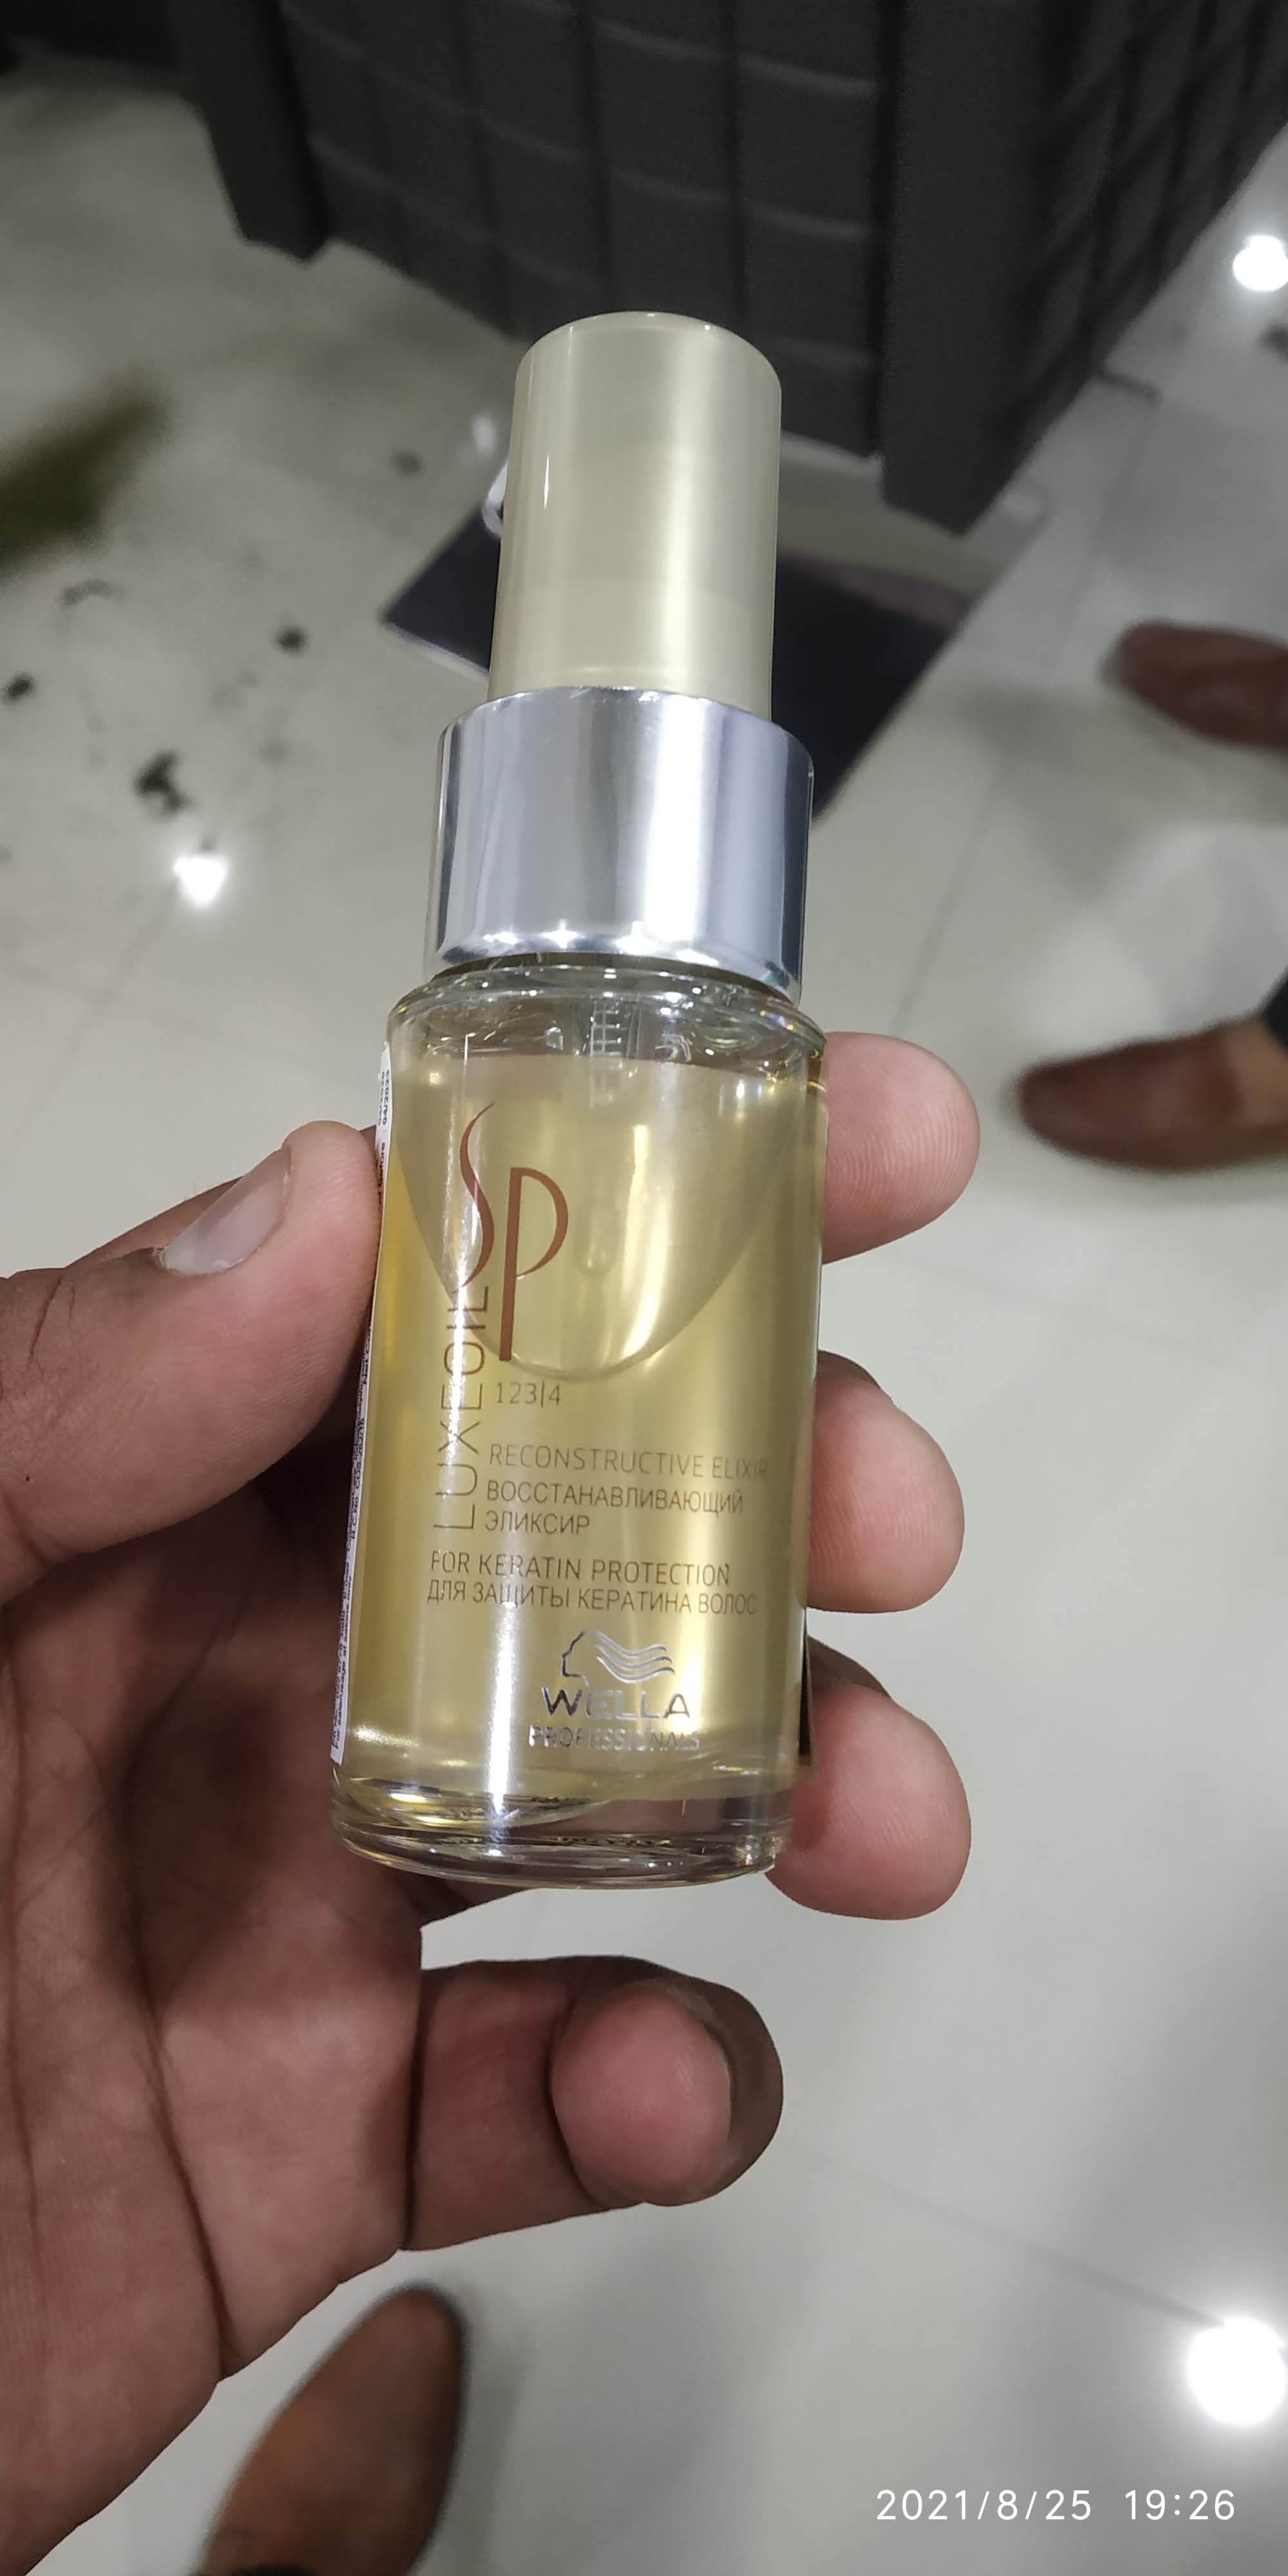 SP
LUXEOIL
123|4
RECONSTRUCTIVE ELIXIR
ВОССТАНАВЛИВАЮЩИЙ
ЭЛИКСИР
FOR KERATIN PROTECTION
ДЛЯ ЗАЩИТЫ КЕРАТИНА ВОЛОС
WELLA
PROFESSIONALS
2021/8/25 19:26